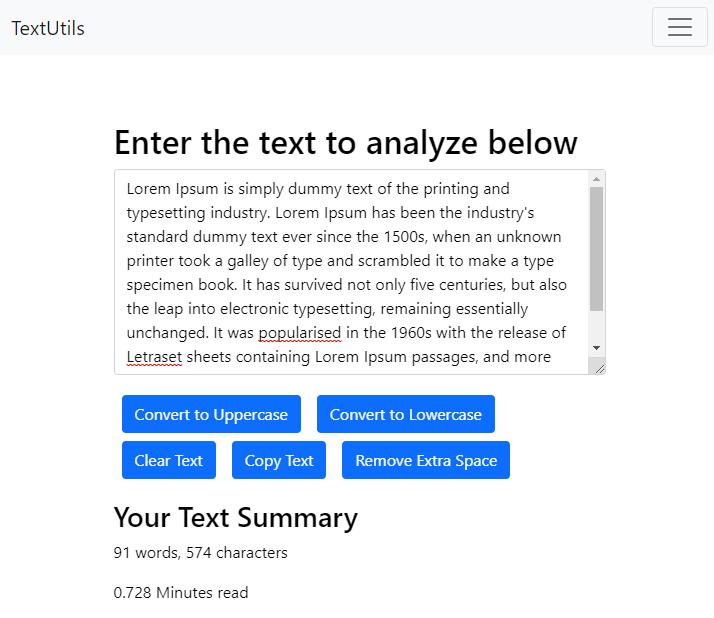 TextUtils
Enter the text to analyze below
Lorem Ipsum is simply dummy text of the printing and
typesetting industry. Lorem Ipsum has been the industry's
standard dummy text ever since the 1500s, when an unknown
printer took a galley of type and scrambled it to make a type
specimen book. It has survived not only five centuries, but also
the leap into electronic typesetting, remaining essentially
unchanged. It was popularised in the 1960s with the release of
Letraset sheets containing Lorem Ipsum passages, and more
Convert to Uppercase Convert to Lowercase
Clear Text Copy Text Remove Extra Space
Your Text Summary
91 words, 574 characters
0.728 Minutes read